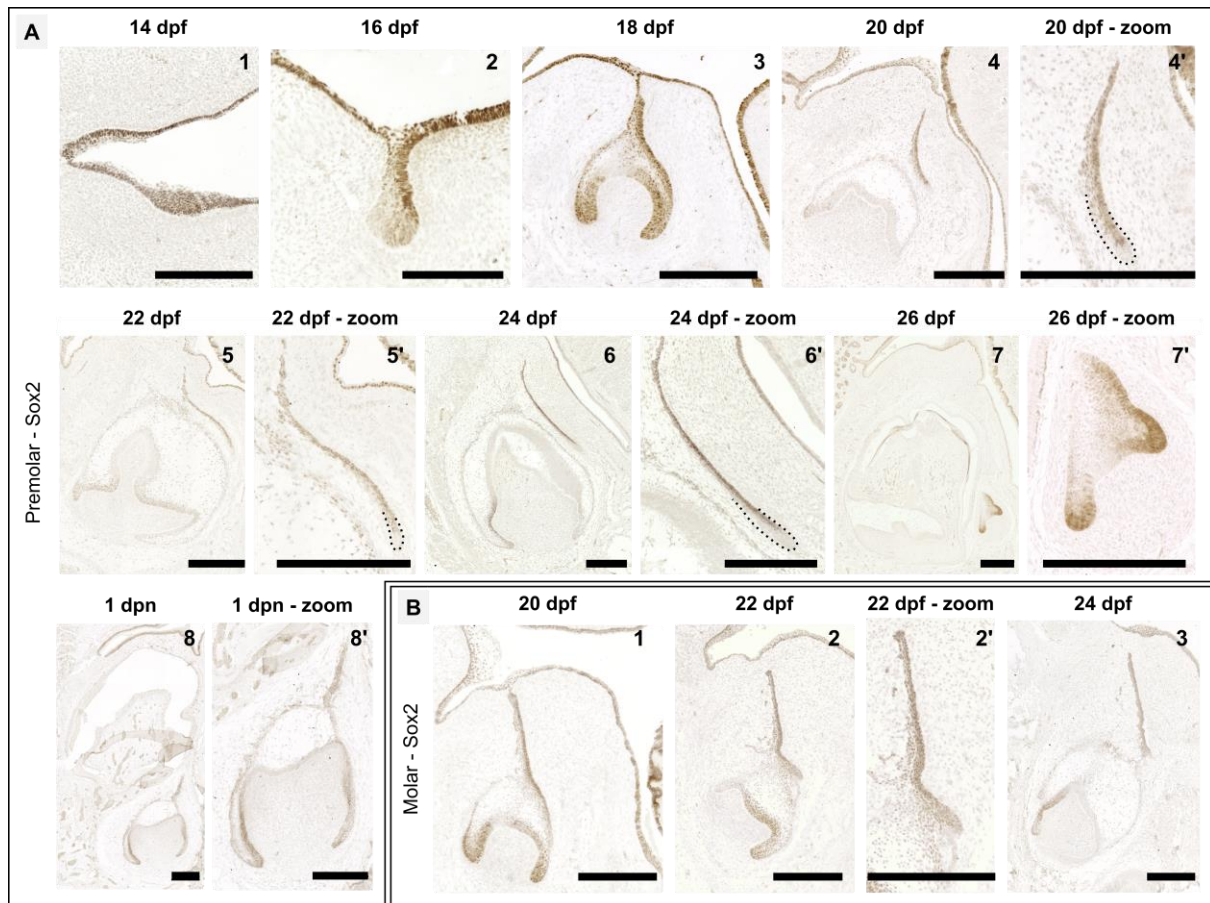 A
14 dpf
16 dpf
18 dpf
20 dpf
20 dpf - zoom
1
2
3
4
4'
22 dpf
22 dpf - zoom
24 dpf
24 dpf - zoom
26 dpf
26 dpf - zoom
5
5'
6
6'
7
7'
Premolar - Sox2
1 dpn
1 dpn - zoom
8
8'
B
20 dpf
22 dpf
22 dpf - zoom
24 dpf
1
2
2'
3
Molar - Sox2